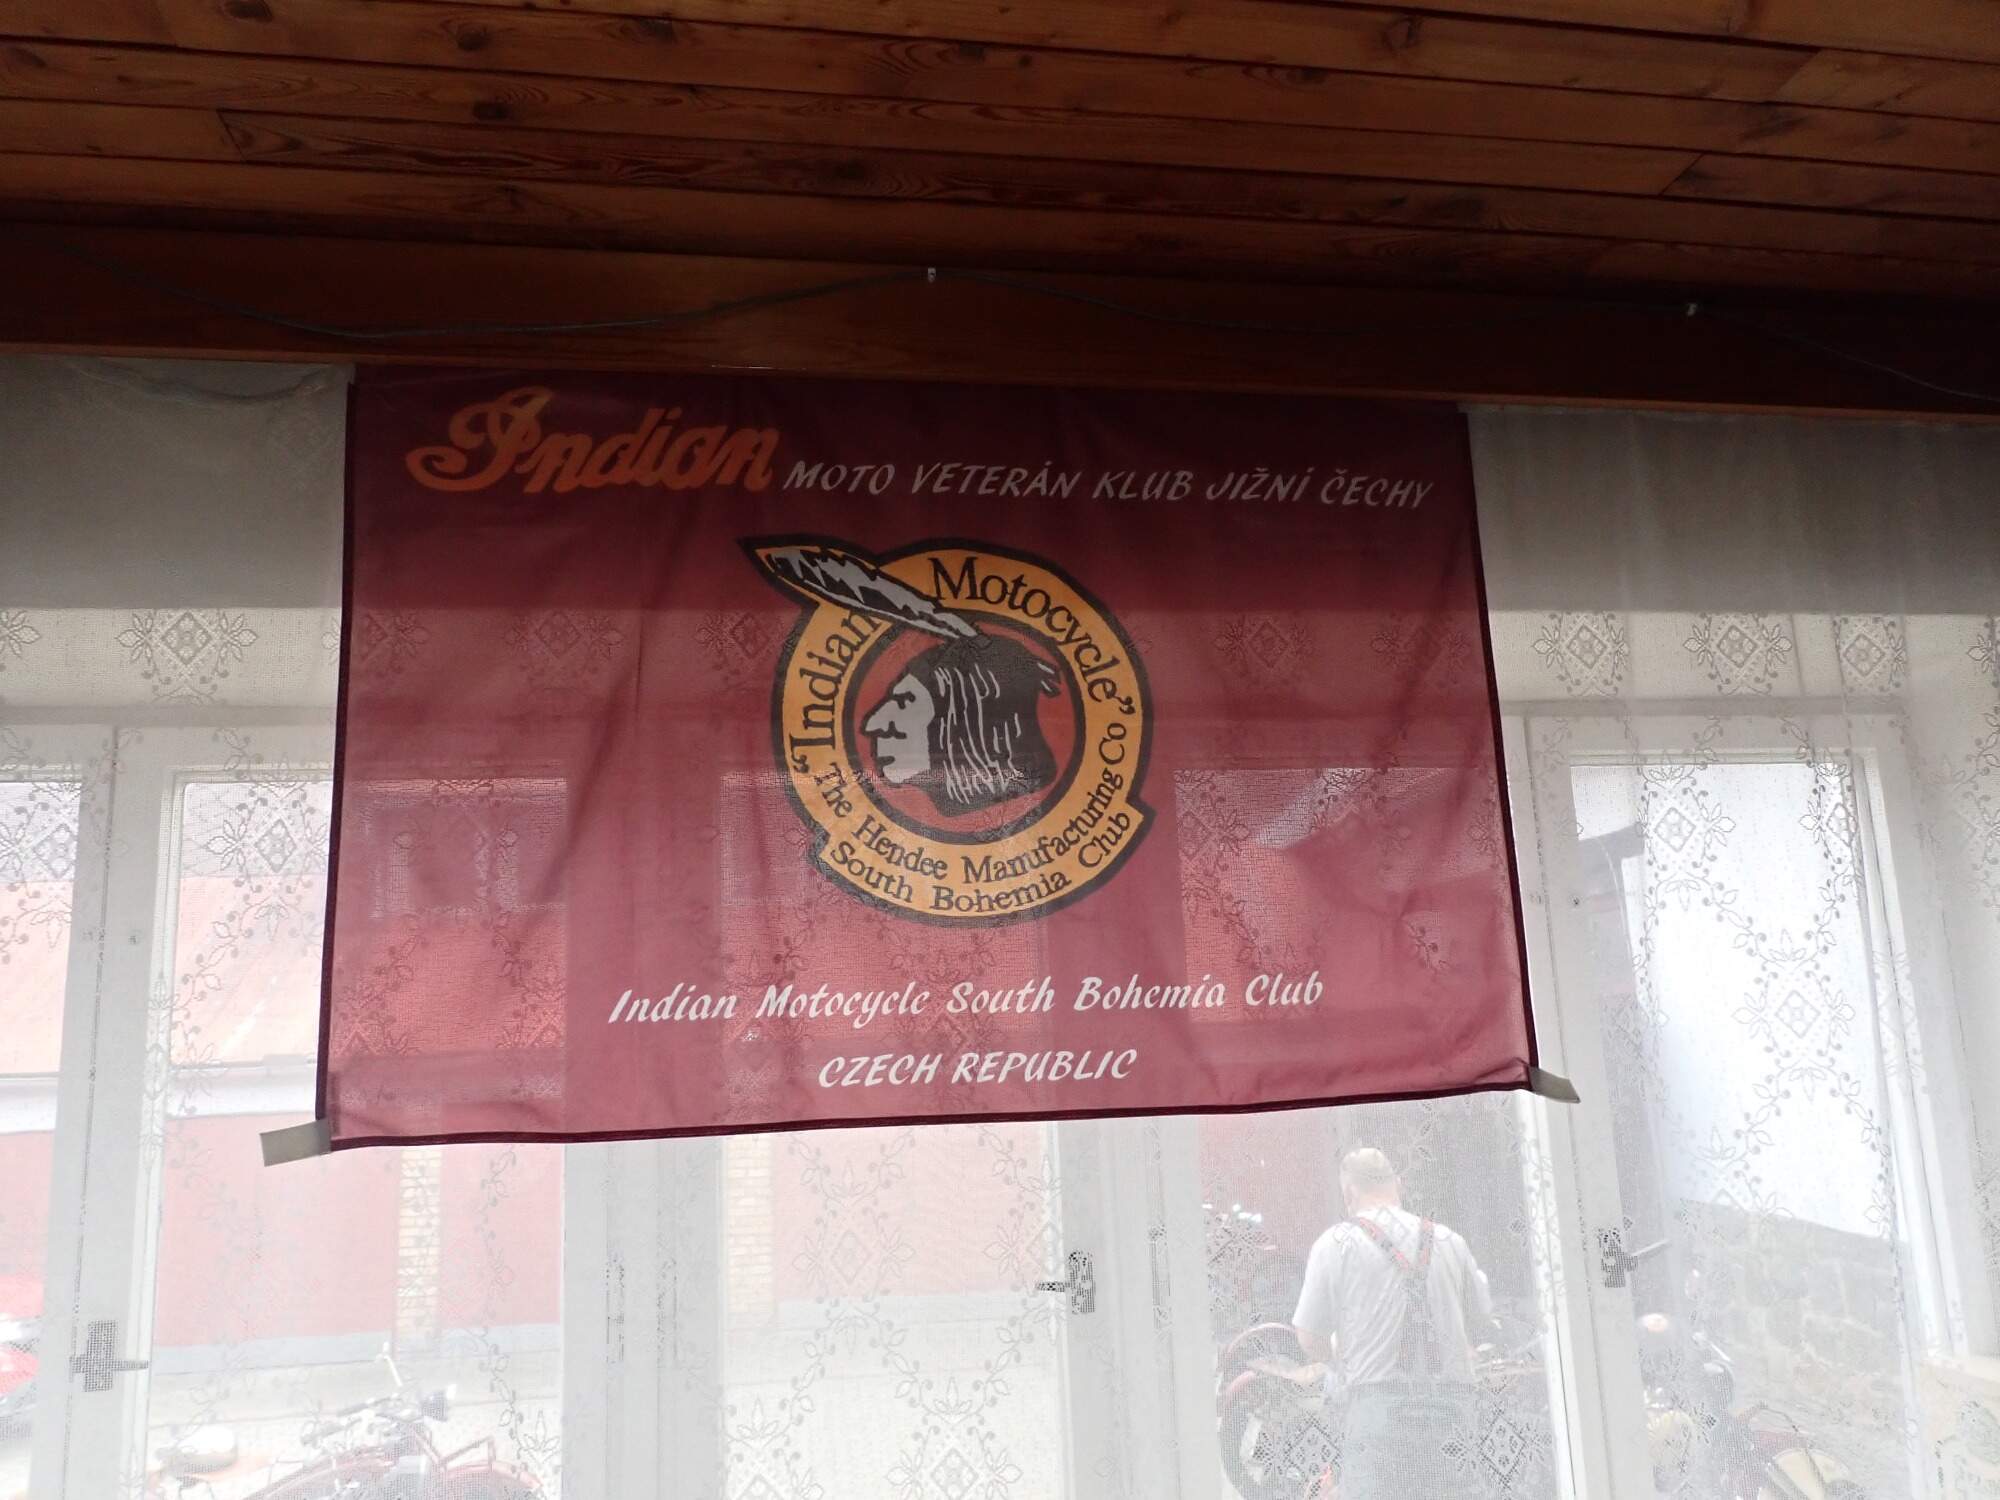 Indian MOTO VETERÁN KLUB JIŽNÍ ČECHY
„Indian Motocycle”
The Hendee Manufacturing Co
South Bohemia Club
Indian Motocycle South Bohemia Club
CZECH REPUBLIC